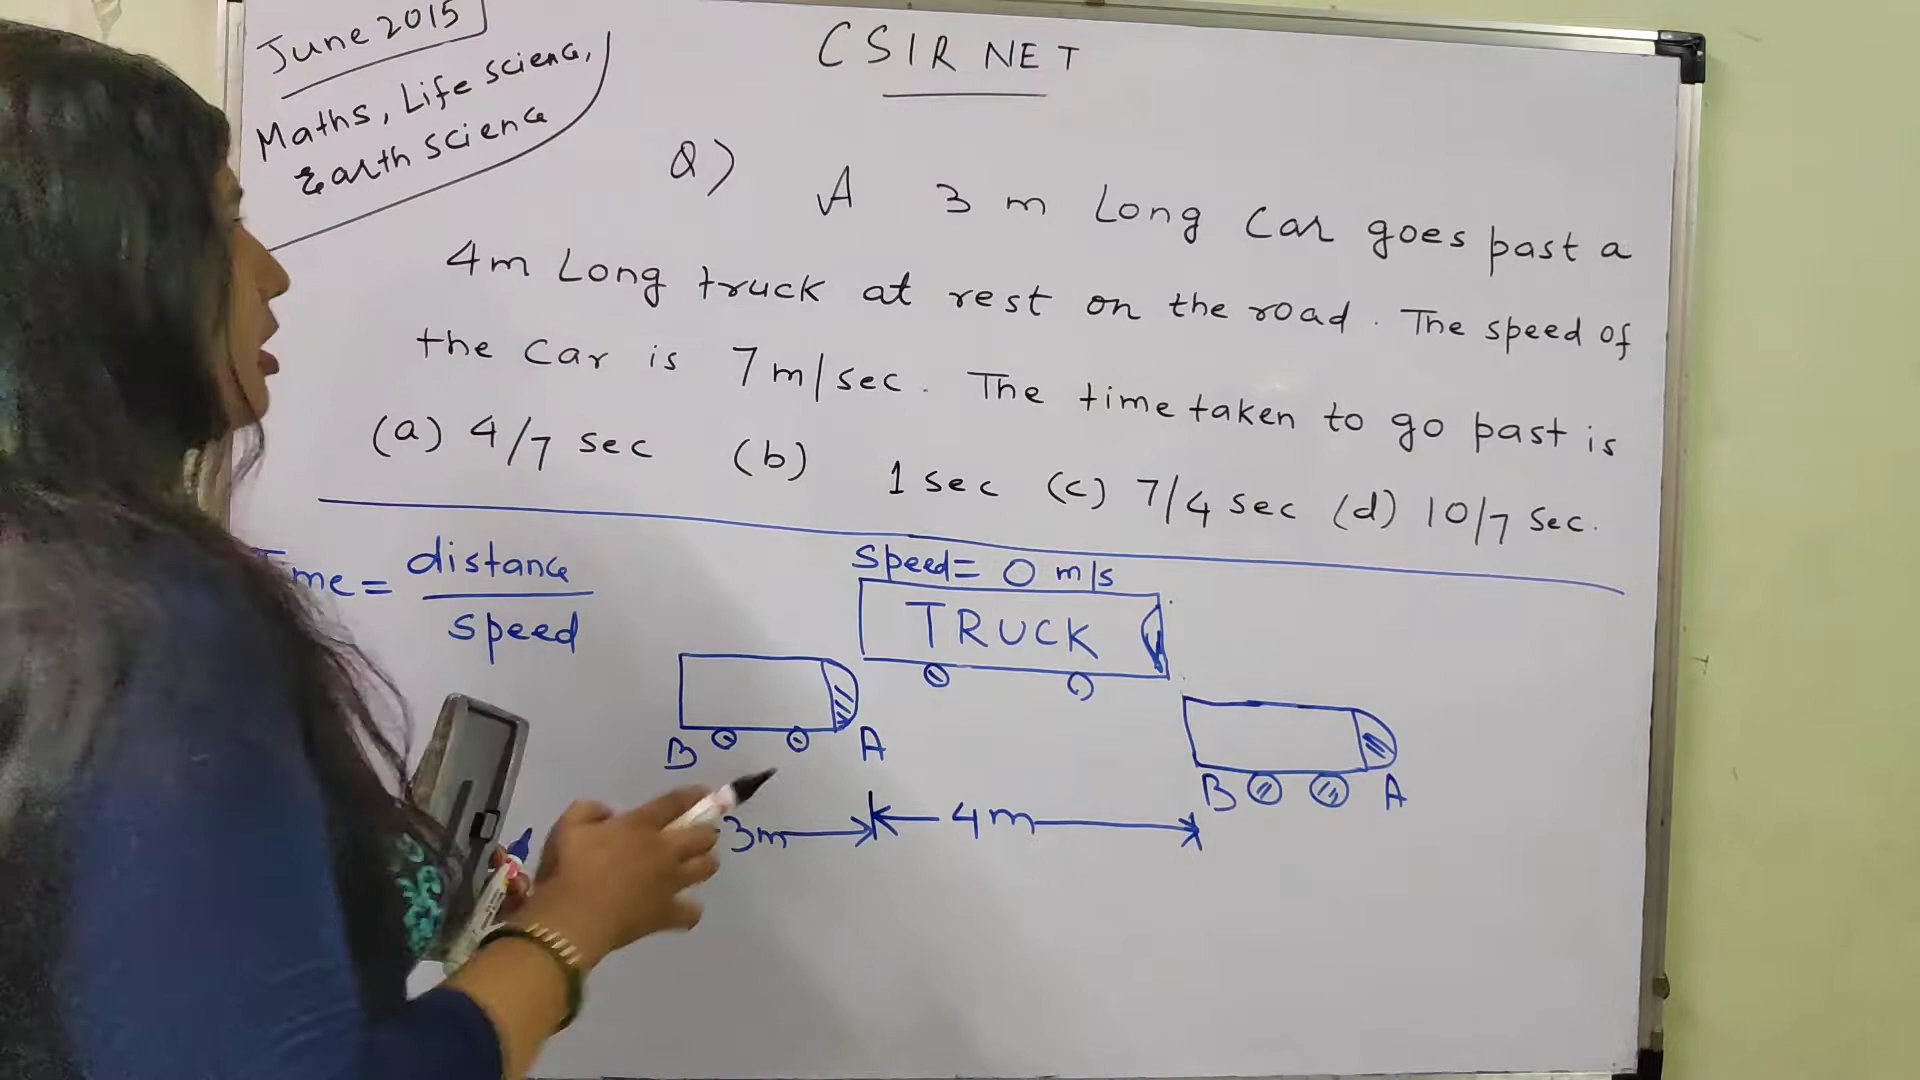 June 2015
Maths, Life Science,
Earth Science
CSIR NET
Q) A 3 m Long Car goes past a
4m Long truck at rest on the road. The speed of
the Car is 7m/sec. The time taken to go past is
(a) 4/7 sec (b) 1 sec (c) 7/4 sec (d) 10/7 sec.
distance
speed
Speed= 0 m/s
TRUCK
B A
B A
3m 4m